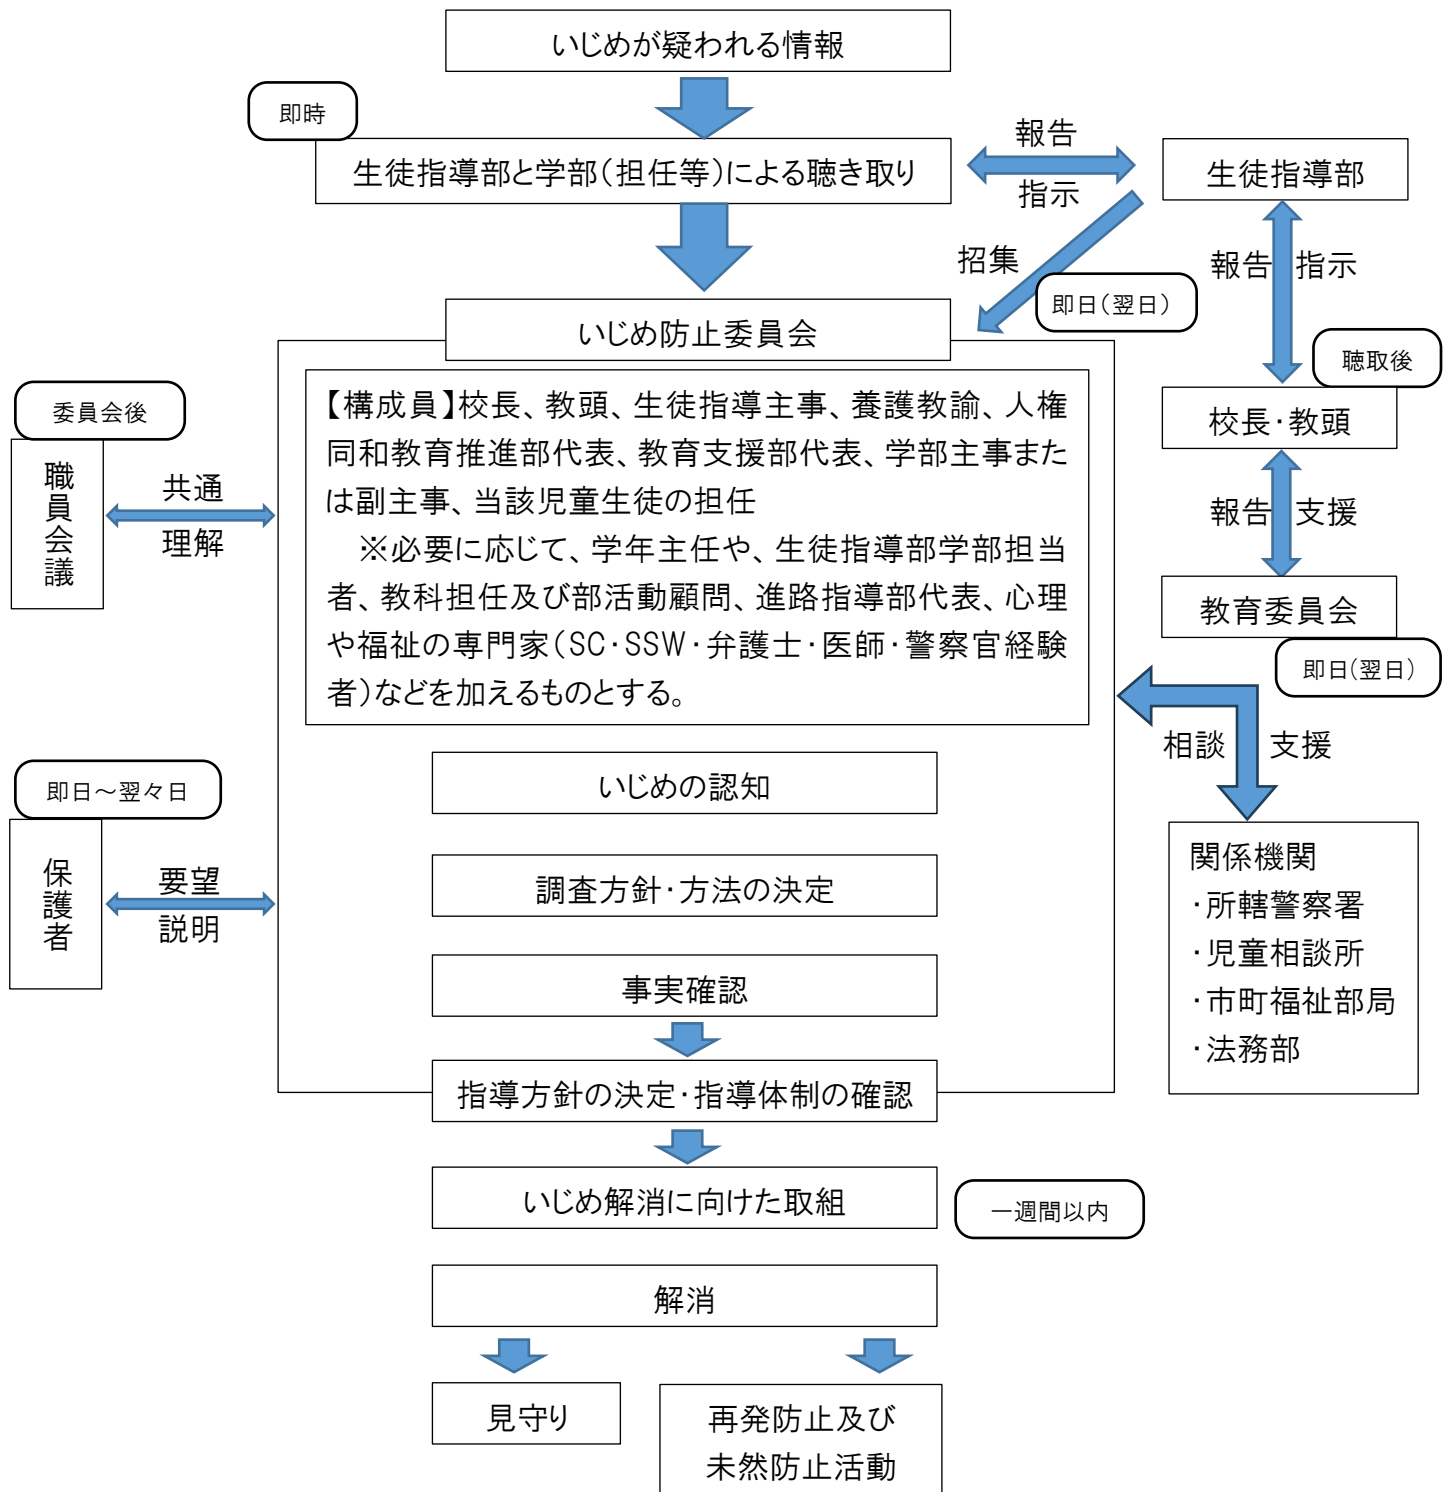 いじめが疑われる情報
即時
生徒指導部と学部(担任等)による聴き取り
報告
指示
生徒指導部
招集
即日(翌日)
報告 指示
いじめ防止委員会
聴取後
校長・教頭
【構成員】校長、教頭、生徒指導主事、養護教諭、人権
同和教育推進部代表、教育支援部代表、学部主事また
は副主事、当該児童生徒の担任
※必要に応じて、学年主任や、生徒指導部学部担当
者、教科担任及び部活動顧問、進路指導部代表、心理
や福祉の専門家(SC・SSW・弁護士・医師・警察官経験
者)などを加えるものとする。
委員会後
職員会議
共通
理解
報告 支援
教育委員会
即日(翌日)
相談 支援
いじめの認知
即日~翌々日
保護者
要望
説明
調査方針・方法の決定
関係機関
・所轄警察署
・児童相談所
・市町福祉部局
・法務部
事実確認
指導方針の決定・指導体制の確認
いじめ解消に向けた取組
一週間以内
解消
見守り
再発防止及び
未然防止活動